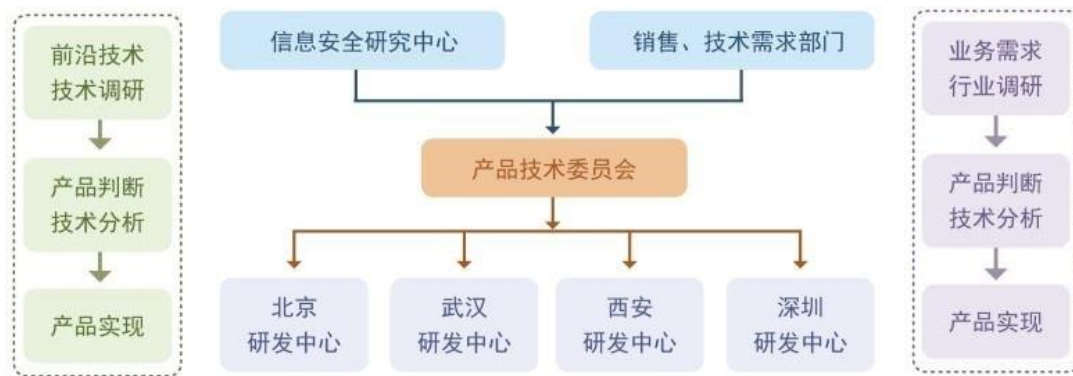 前沿技术
技术调研
产品判断
技术分析
产品实现
信息安全研究中心
销售、技术需求部门
产品技术委员会
北京
研发中心
武汉
研发中心
西安
研发中心
深圳
研发中心
业务需求
行业调研
产品判断
技术分析
产品实现